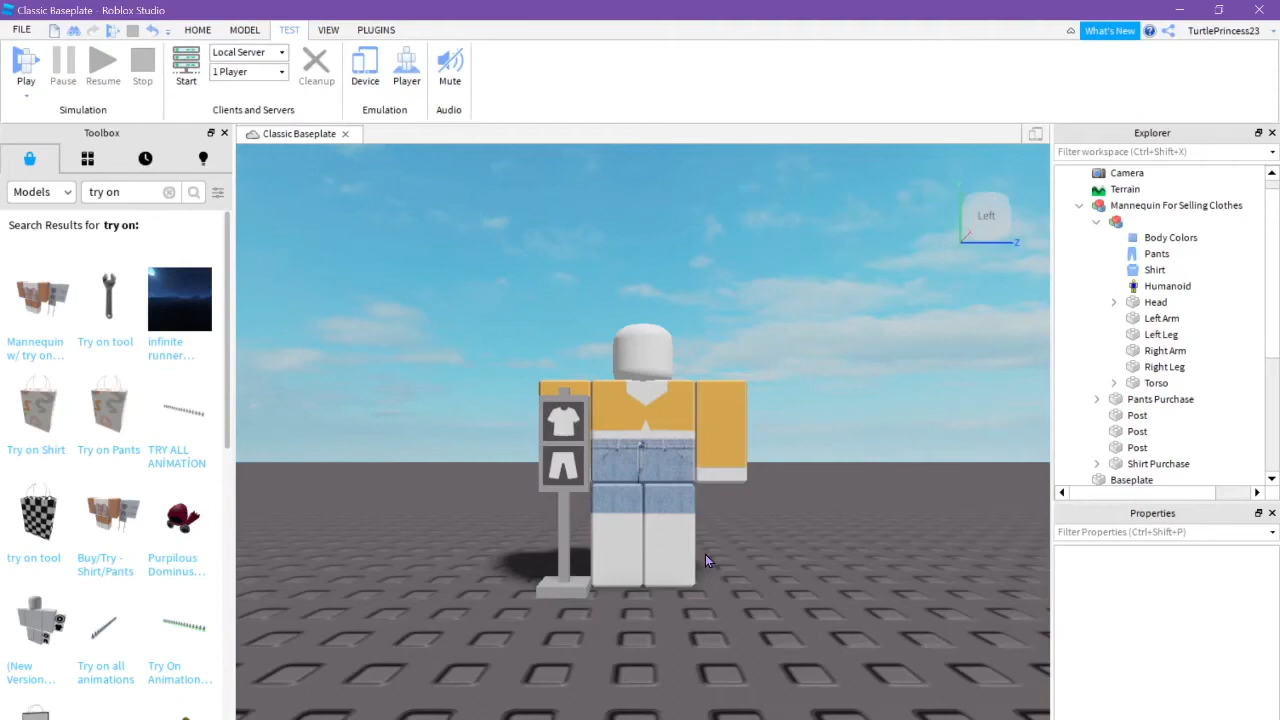 Classic Baseplate - Roblox Studio
FILE HOME MODEL TEST VIEW PLUGINS What's New TurtlePrincess23
Play Pause Resume Stop Start Local Server 1 Player Cleanup Device Player Mute
Simulation Clients and Servers Emulation Audio
Toolbox
Classic Baseplate
Explorer
Models try on
Filter workspace (Ctrl+Shift+X)
Search Results for try on:
Mannequin w/ try on...
Try on tool
infinite runner...
Try on Shirt
Try on Pants
TRY ALL ANİMATİON
try on tool
Buy/Try - Shirt/Pants
Purpilous Dominus...
(New Version...
Try on all animations
Try On Animation...
Left
Z
Camera
Terrain
Mannequin For Selling Clothes
Body Colors
Pants
Shirt
Humanoid
Head
Left Arm
Left Leg
Right Arm
Right Leg
Torso
Pants Purchase
Post
Post
Post
Shirt Purchase
Baseplate
Properties
Filter Properties (Ctrl+Shift+P)